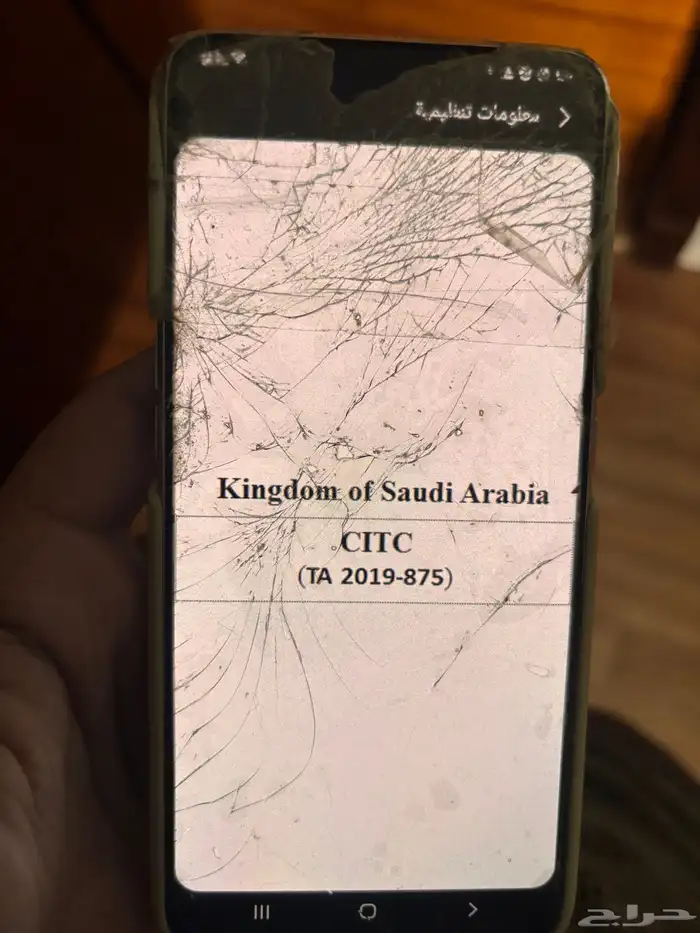 معلومات تنظيمية
Kingdom of Saudi Arabia
CITC
(TA 2019-875)
حراج